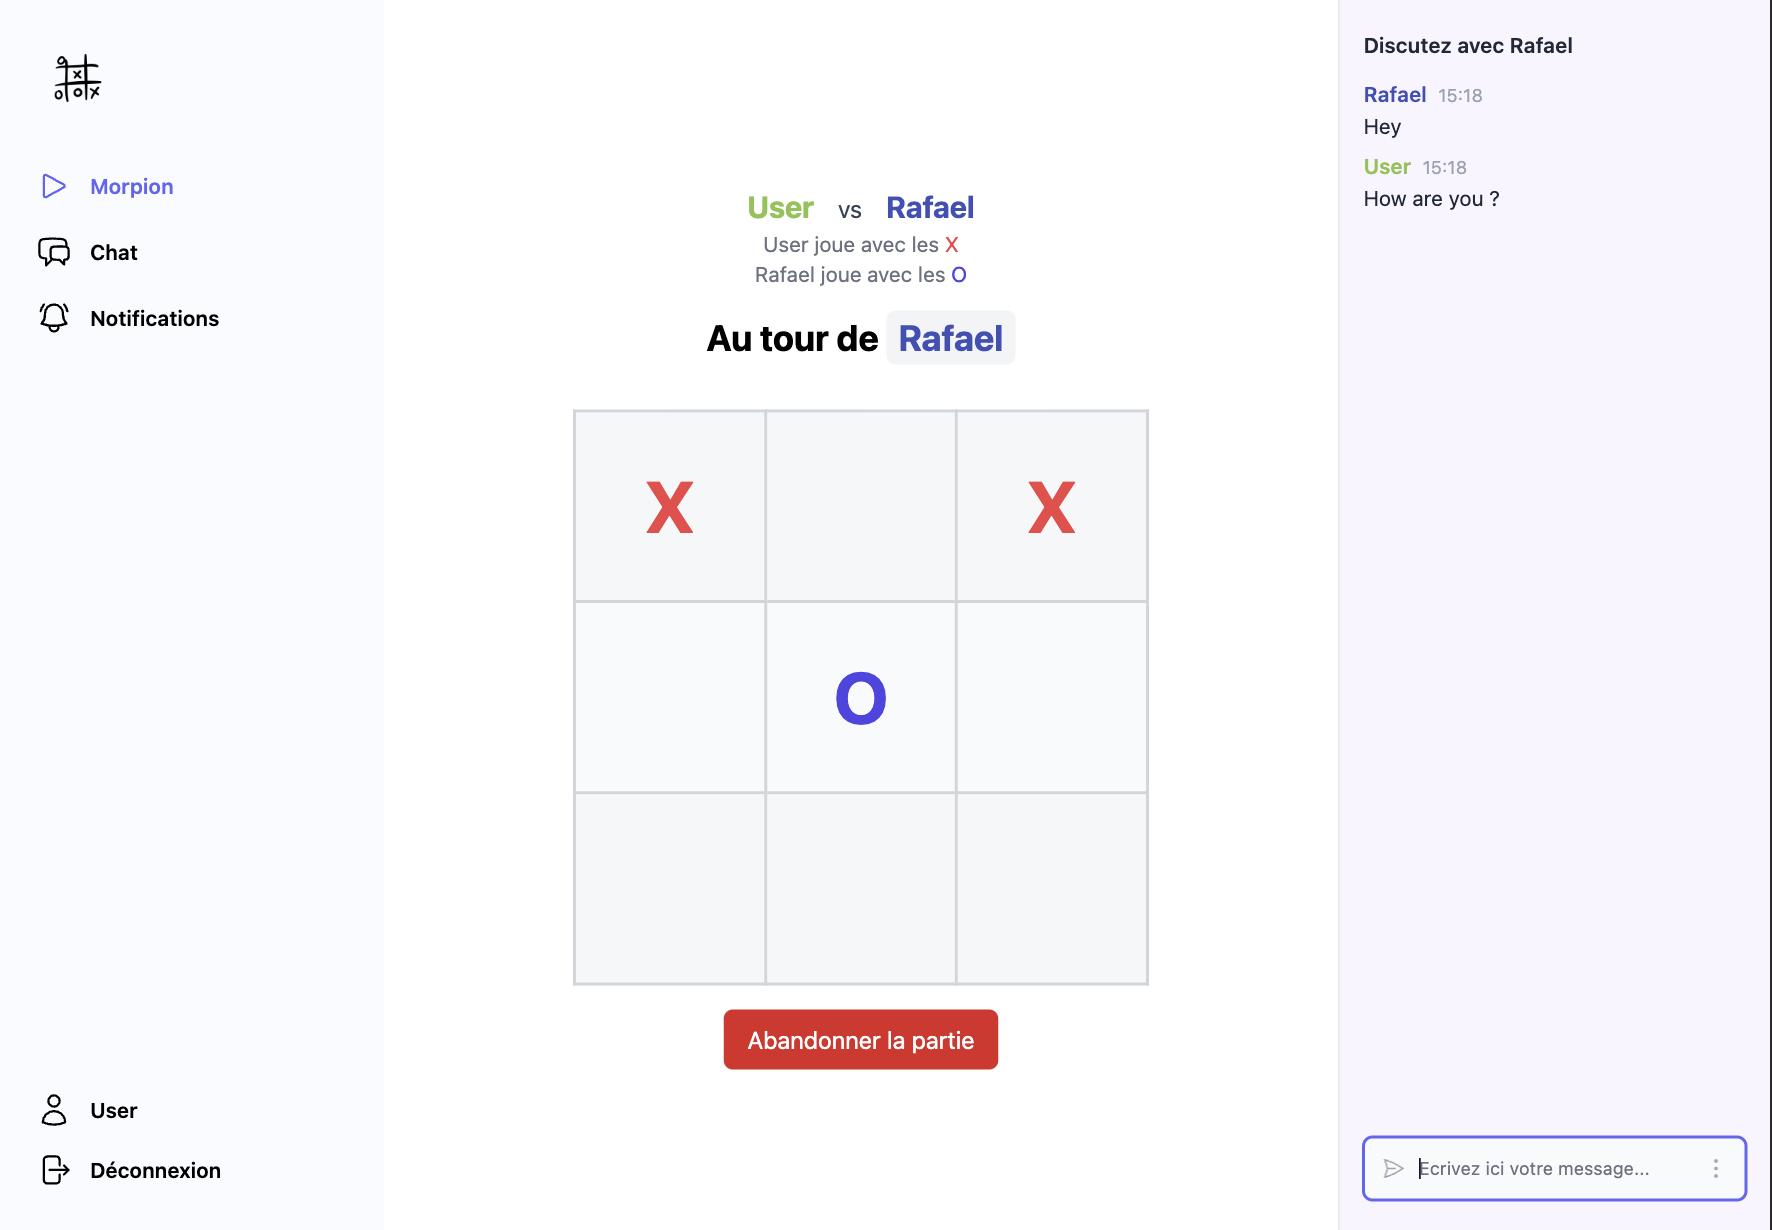 Morpion
Chat
Notifications
User
Déconnexion
User vs Rafael
User joue avec les X
Rafael joue avec les O
Au tour de Rafael
X X
O
Abandonner la partie
Discutez avec Rafael
Rafael 15:18
Hey
User 15:18
How are you ?
Ecrivez ici votre message...